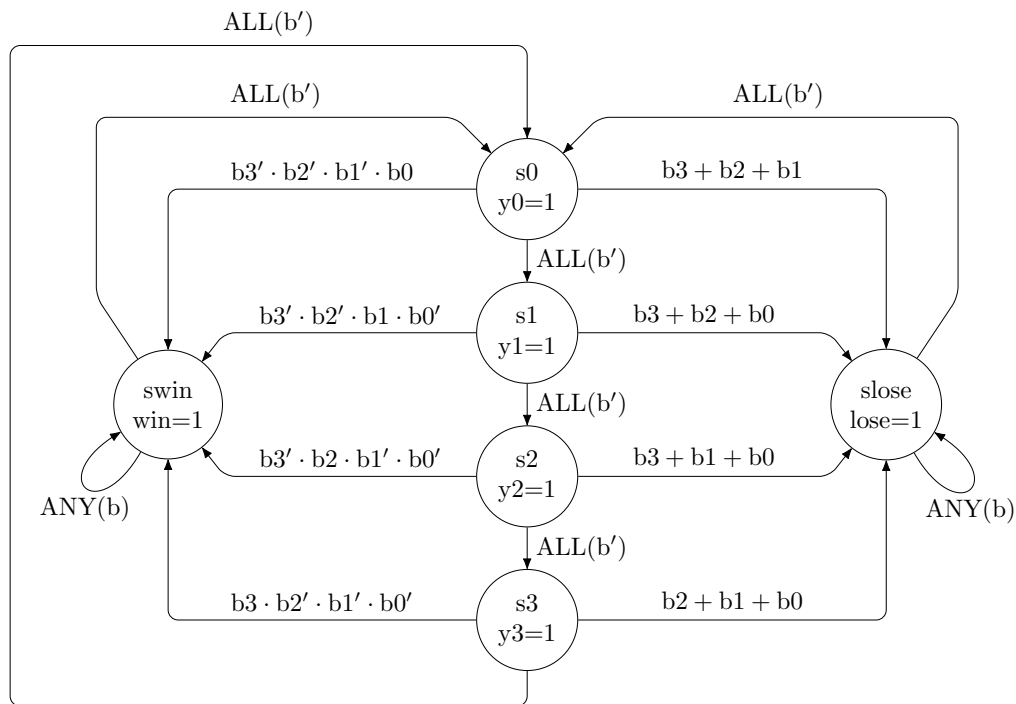 ALL(b′)
ALL(b′)
ALL(b′)
b3′ · b2′ · b1′ · b0
s0
y0=1
b3 + b2 + b1
ALL(b′)
b3′ · b2′ · b1 · b0′
s1
y1=1
b3 + b2 + b0
swin
win=1
ALL(b′)
slose
lose=1
b3′ · b2 · b1′ · b0′
s2
y2=1
b3 + b1 + b0
ANY(b)
ANY(b)
ALL(b′)
b3 · b2′ · b1′ · b0′
s3
y3=1
b2 + b1 + b0